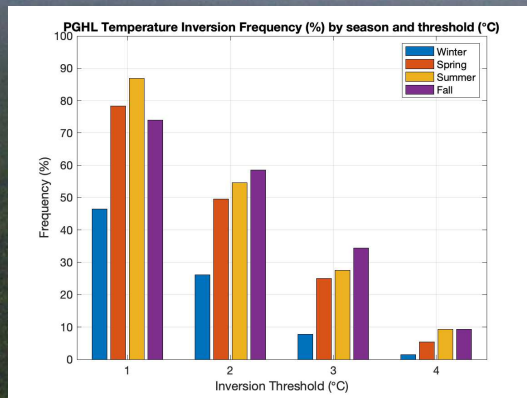 PGHL Temperature Inversion Frequency (%) by season and threshold (°C)
100
90
80
70
60
50
40
30
20
10
0
Frequency (%)
Winter
Spring
Summer
Fall
1 2 3 4
Inversion Threshold (°C)